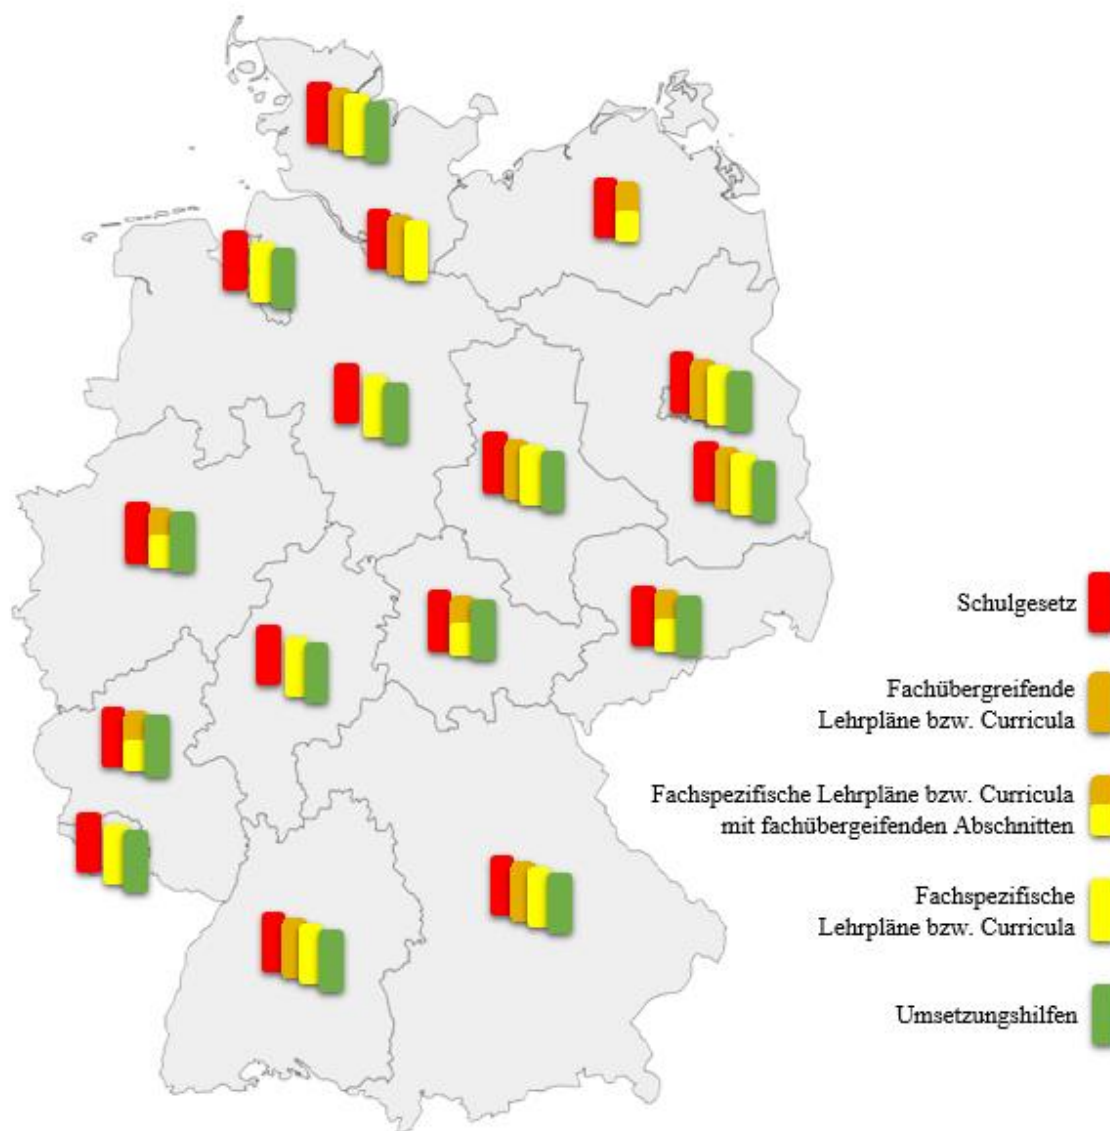 Schulgesetz
Fachübergreifende
Lehrpläne bzw. Curricula
Fachspezifische Lehrpläne bzw. Curricula
mit fachübergeifenden Abschnitten
Fachspezifische
Lehrpläne bzw. Curricula
Umsetzungshilfen